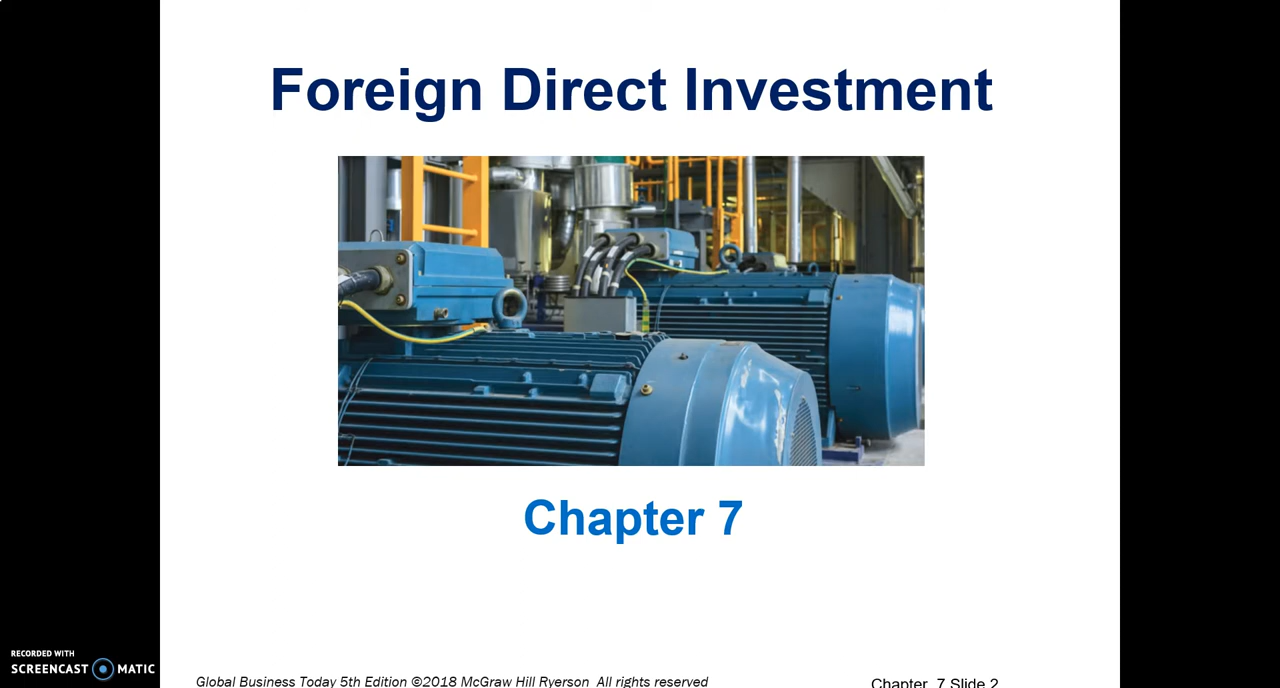 Foreign Direct Investment
Chapter 7
RECORDED WITH
SCREENCAST MATIC
Global Business Today 5th Edition ©2018 McGraw Hill Ryerson All rights reserved
Chapter 7 Slide 2